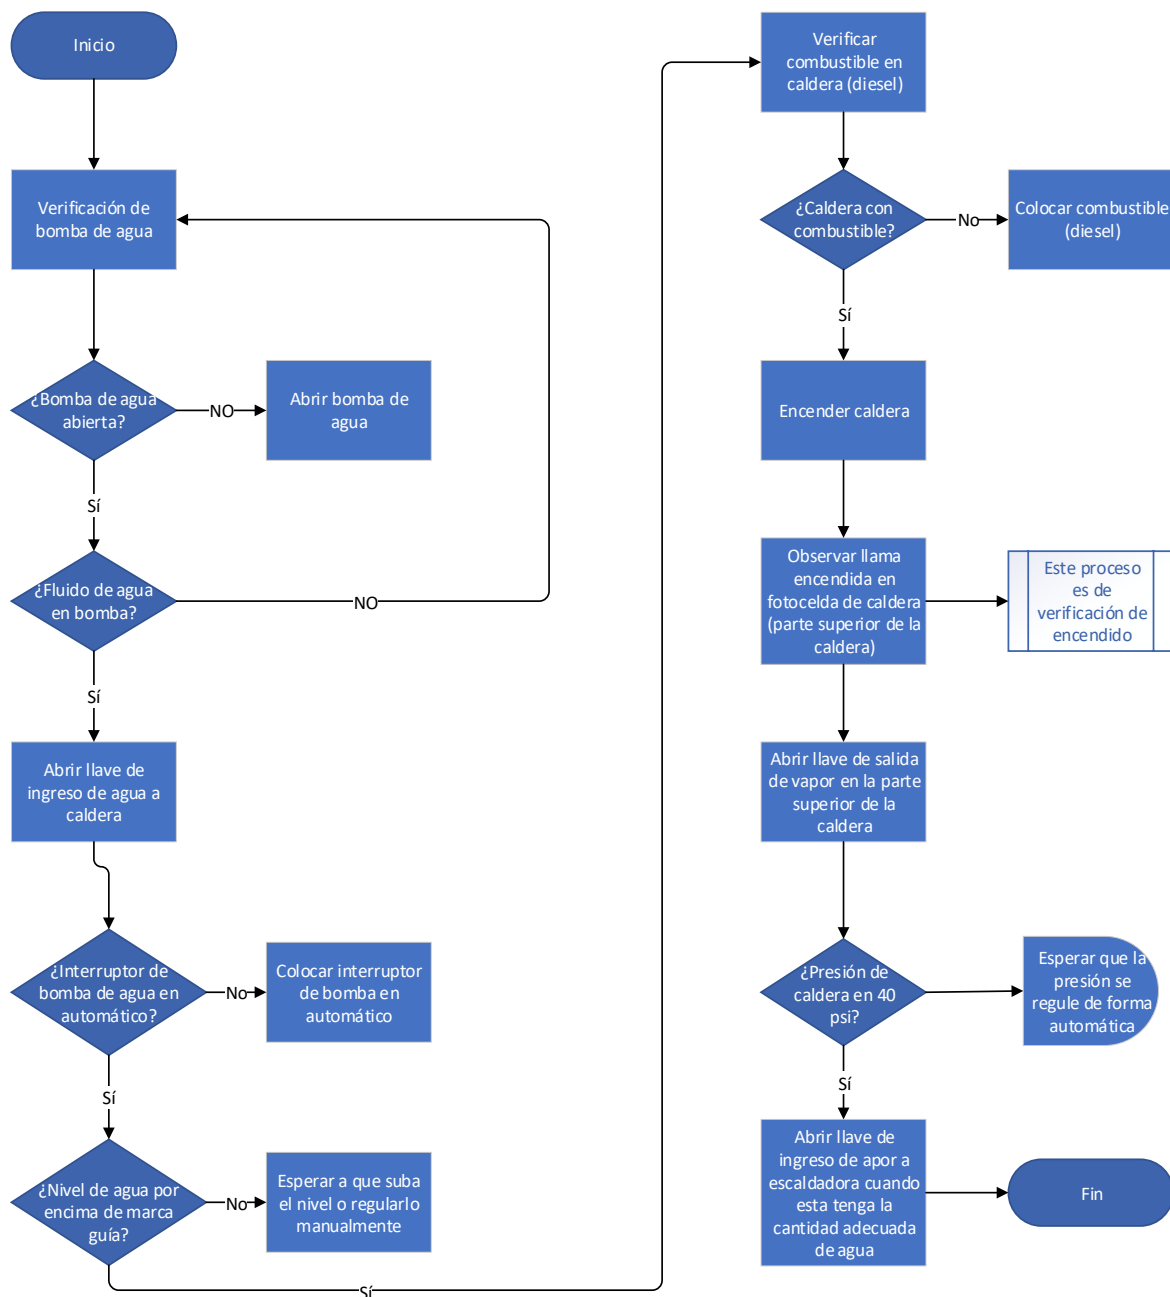 Inicio
Verificación de
bomba de agua
¿Bomba de agua
abierta?
NO
Abrir bomba de
agua
Sí
¿Fluido de agua
en bomba?
NO
Sí
Abrir llave de
ingreso de agua a
caldera
¿Interruptor de
bomba de agua en
automático?
No
Colocar interruptor
de bomba en
automático
Sí
¿Nivel de agua por
encima de marca
guía?
No
Esperar a que suba
el nivel o regularlo
manualmente
Sí
Verificar
combustible en
caldera (diesel)
¿Caldera con
combustible?
No
Colocar combustible
(diesel)
Sí
Encender caldera
Observar llama
encendida en
fotocelda de caldera
(parte superior de la
caldera)
Este proceso
es de
verificación de
encendido
Abrir llave de salida
de vapor en la parte
superior de la
caldera
¿Presión de
caldera en 40
psi?
Esperar que la
presión se
regule de forma
automática
Sí
Abrir llave de
ingreso de apor a
escaldadora cuando
esta tenga la
cantidad adecuada
de agua
Fin